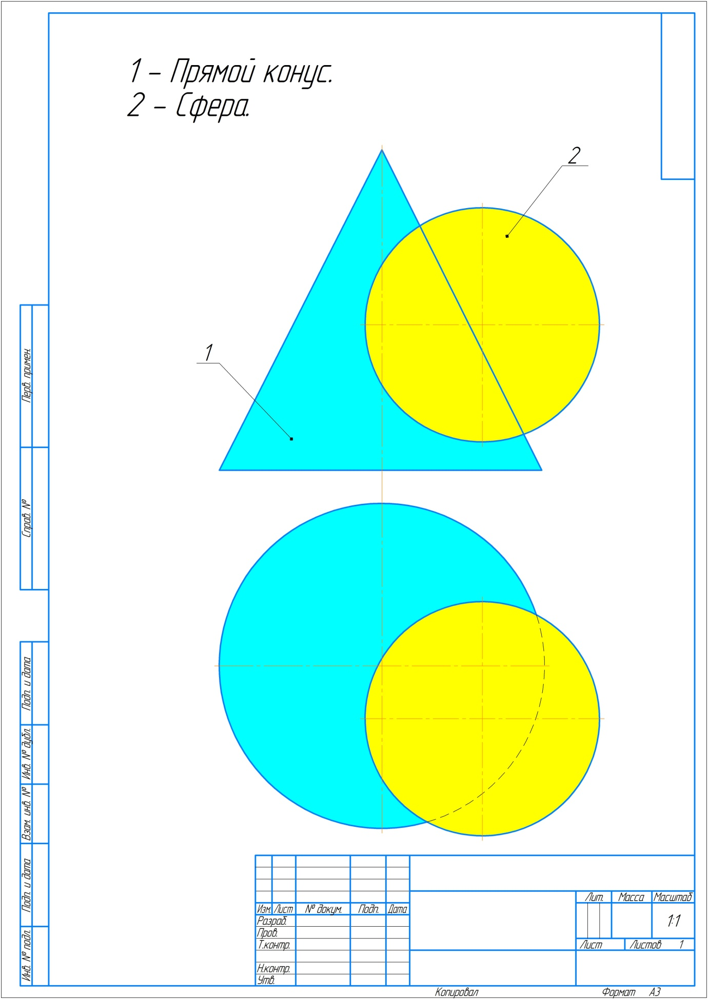 1 – Прямой конус.
2 – Сфера.
2
1
Перв. примен.
Справ. №
Подп. и дата
Инв. № дубл.
Взам. инв. №
Подп. и дата
Инв. № подл.
Лит. Масса Масштаб
Изм. Лист № докум. Подп. Дата
Разраб.
1:1
Пров.
Т.контр.
Лист Листов 1
Н.контр.
Утв.
Копировал Формат А3